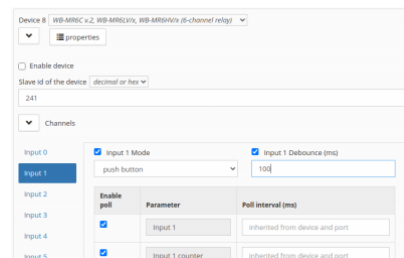 Device 8 WB-MR6C v.2, WB-MR6LV/x, WB-MR6HV/x (6-channel relay)
properties
Enable device
Slave id of the device decimal or hex
241
Channels
Input 0
Input 1
Input 2
Input 3
Input 4
Input 5
Input 1 Mode Input 1 Debounce (ms)
push button 100
Enable poll Parameter Poll interval (ms)
Input 1 Inherited from device and port
Input 1 counter Inherited from device and port